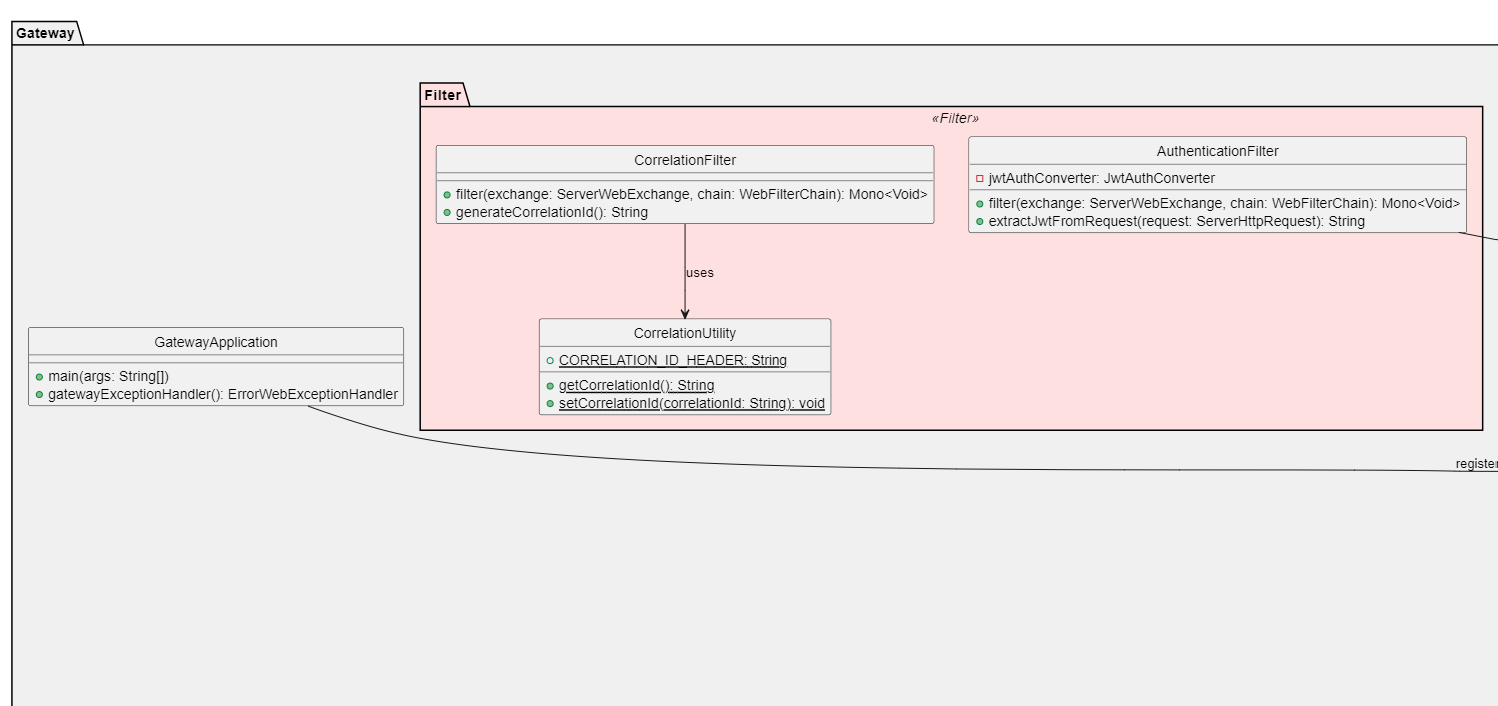 Gateway
Filter
«Filter»
CorrelationFilter
filter(exchange: ServerWebExchange, chain: WebFilterChain): Mono<Void>
generateCorrelationId(): String
AuthenticationFilter
jwtAuthConverter: JwtAuthConverter
filter(exchange: ServerWebExchange, chain: WebFilterChain): Mono<Void>
extractJwtFromRequest(request: ServerHttpRequest): String
uses
CorrelationUtility
CORRELATION_ID_HEADER: String
getCorrelationId(): String
setCorrelationId(correlationId: String): void
GatewayApplication
main(args: String[])
gatewayExceptionHandler(): ErrorWebExceptionHandler
register